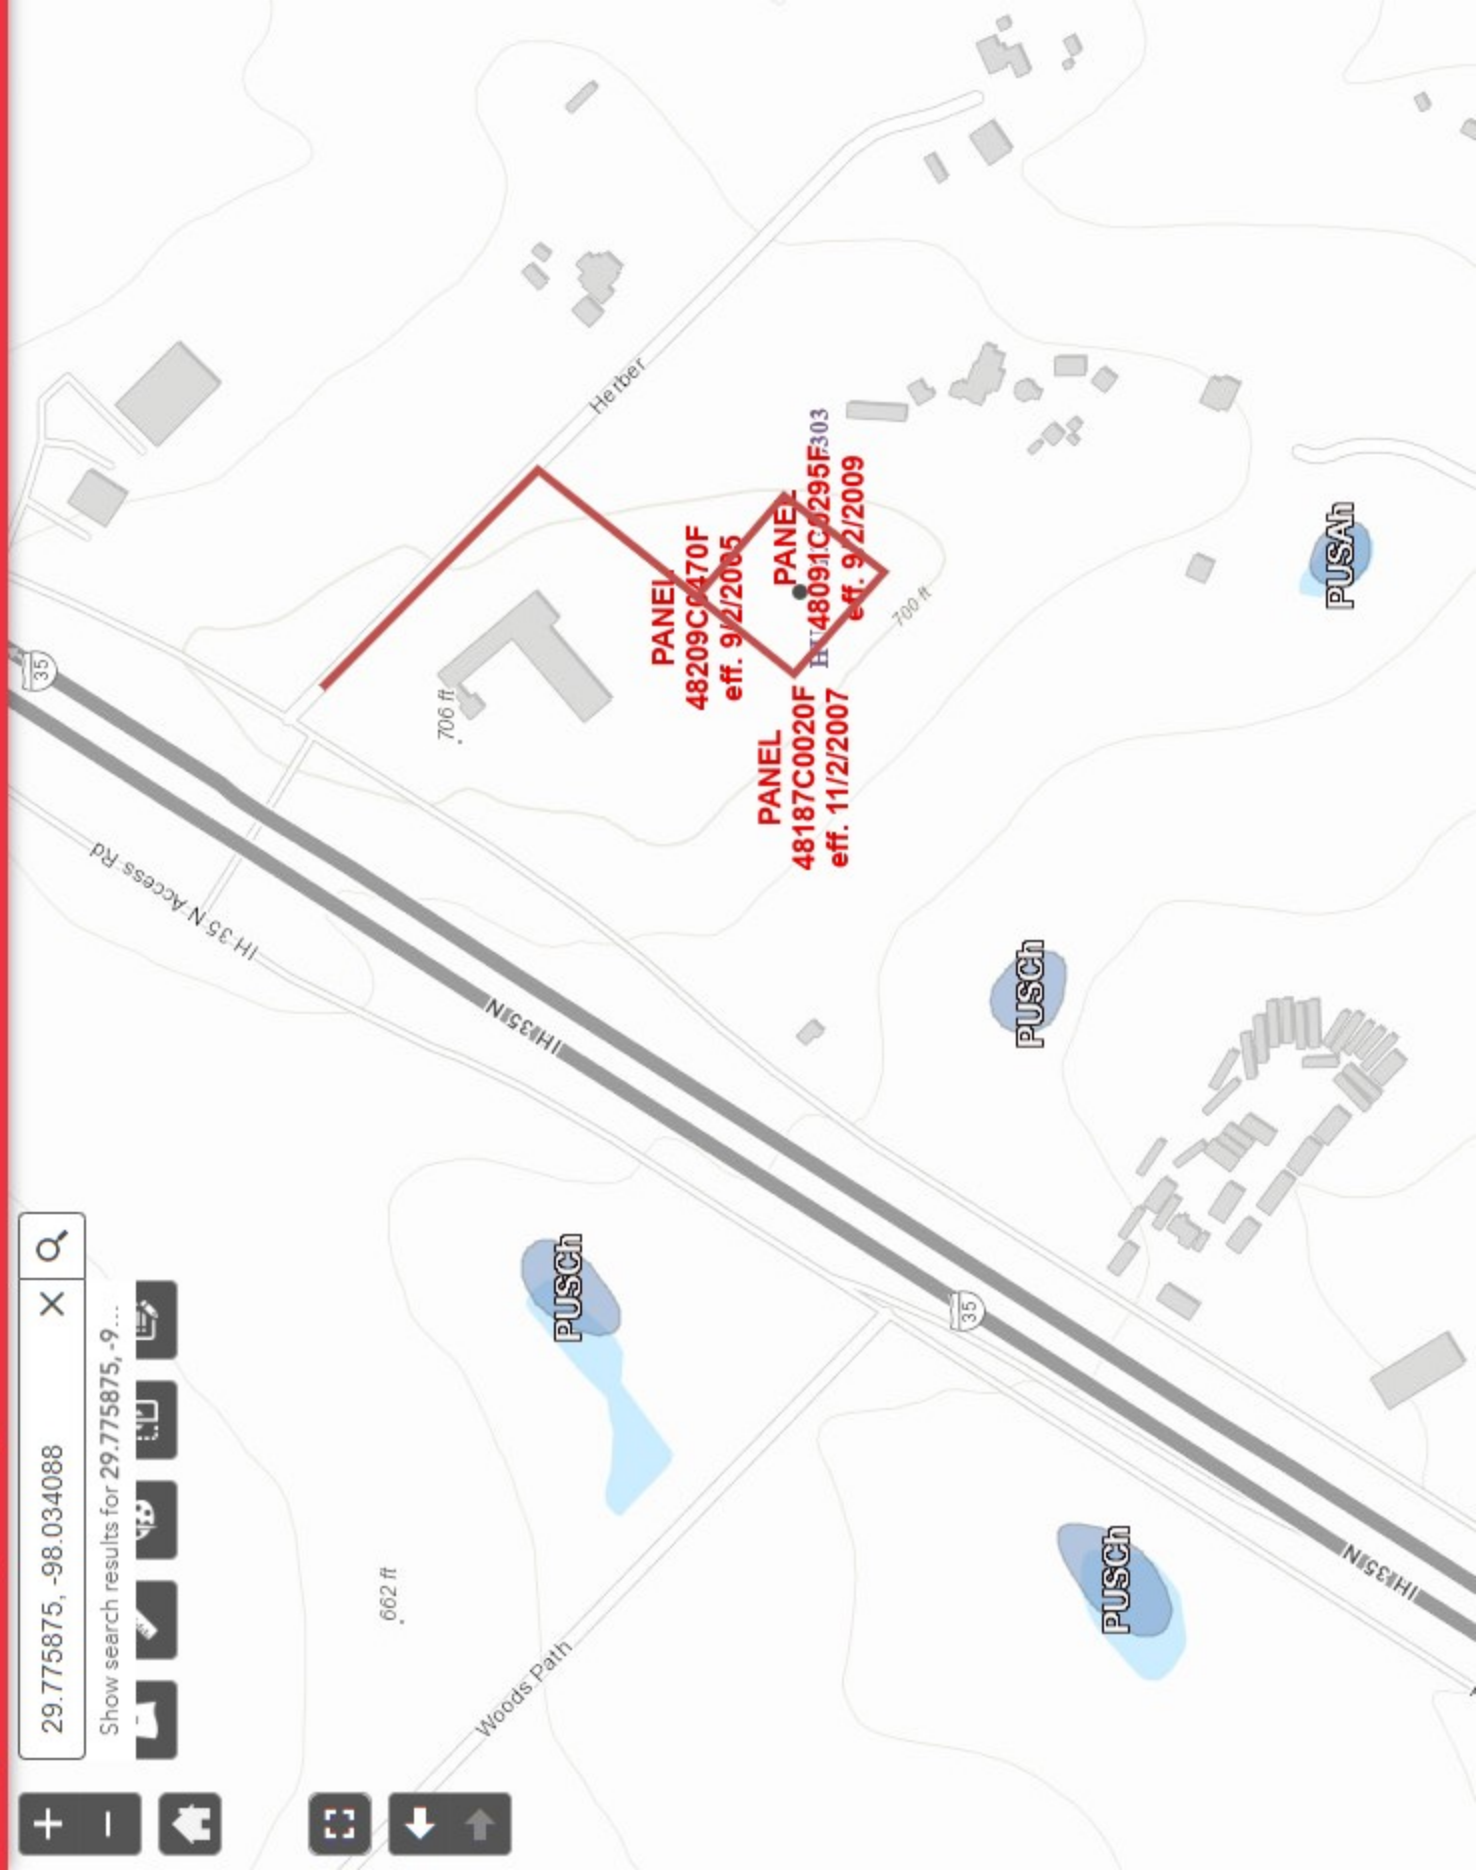 29.775875, -98.034088
Show search results for 29.775875, -9...
35
IH 35 N Access Rd
IH 35 N
Herber
706 ft
PANEL
48209C0470F
eff. 9/2/2005
PANEL
48091C0295F
eff. 9/2/2009
303
PANEL
48187C0020F
eff. 11/2/2007
700 ft
PUSAh
PUSCh
PUSCh
35
662 ft
Woods Path
PUSCh
IH 35 N